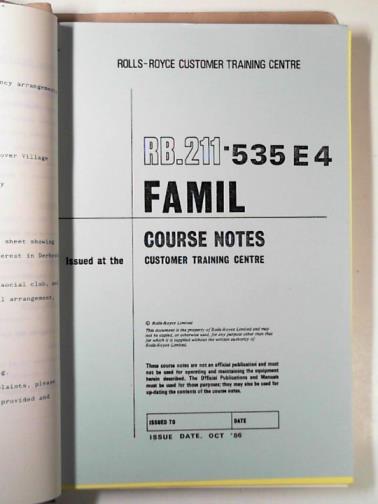 ncy arrangements
over Village
y
sheet showing
erest in Derby
social club, and
l arrangement,
g.
plaints, please
provided and
ROLLS-ROYCE CUSTOMER TRAINING CENTRE
RB.211-535 E4
FAMIL
COURSE NOTES
Issued at the CUSTOMER TRAINING CENTRE
© Rolls-Royce Limited
This document is the property of Rolls-Royce Limited and may
not be copied, or otherwise used, for any purpose other than that
for which it is supplied without the written authority of
Rolls-Royce Limited.
These course notes are not an official publication and must
not be used for operating and maintaining the equipment
herein described. The Official Publications and Manuals
must be used for those purposes; they may also be used for
up-dating the contents of the course notes.
ISSUED TO DATE
ISSUE DATE, OCT '86